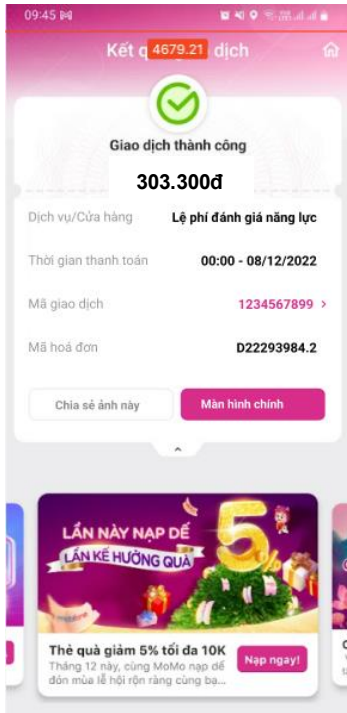 09:45
Kết q 4679.21 dịch
Giao dịch thành công
303.300đ
Dịch vụ/Cửa hàng Lệ phí đánh giá năng lực
Thời gian thanh toán 00:00 - 08/12/2022
Mã giao dịch 1234567899 >
Mã hoá đơn D22293984.2
Chia sẻ ảnh này Màn hình chính
LẦN NÀY NẠP DẾ
LẦN KẾ HƯỞNG QUÀ
5%
Thẻ quà giảm 5% tối đa 10K
Tháng 12 này, cùng MoMo nạp dế
đón mùa lễ hội rộn ràng cùng bạ...
Nạp ngay!